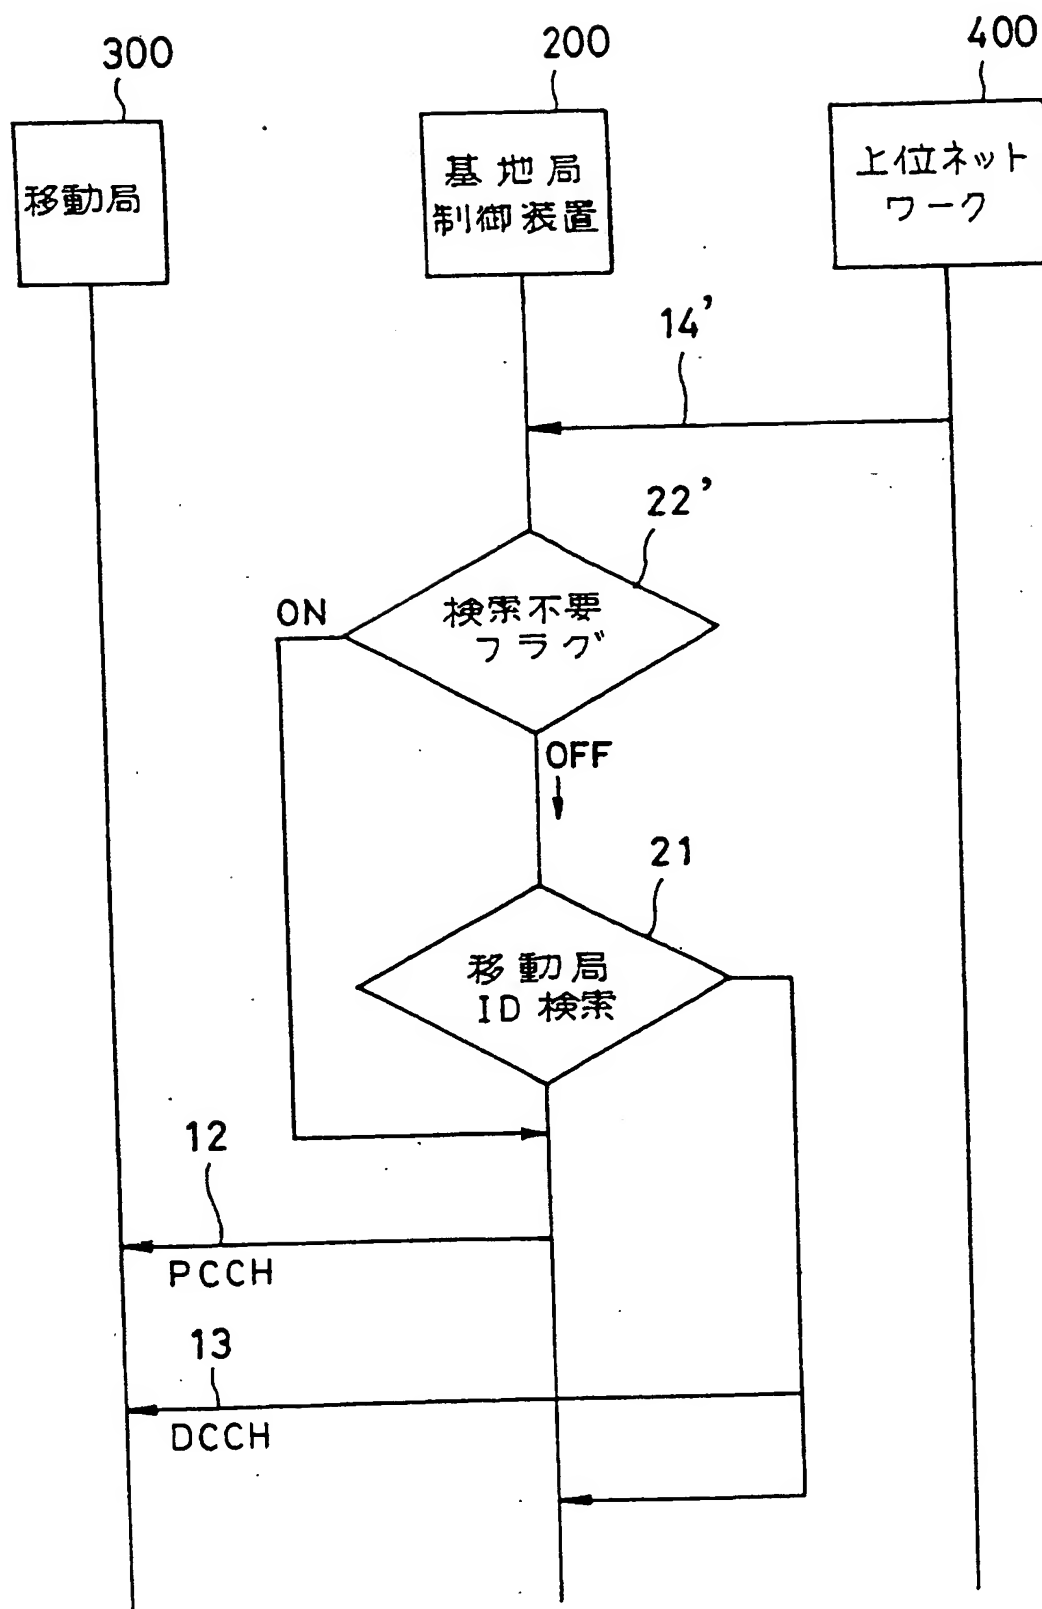 300
200
400
移動局
基地局
制御装置
上位ネット
ワーク
14'
22'
ON
検索不要
フラグ
OFF
21
移動局
ID検索
12
PCCH
13
DCCH